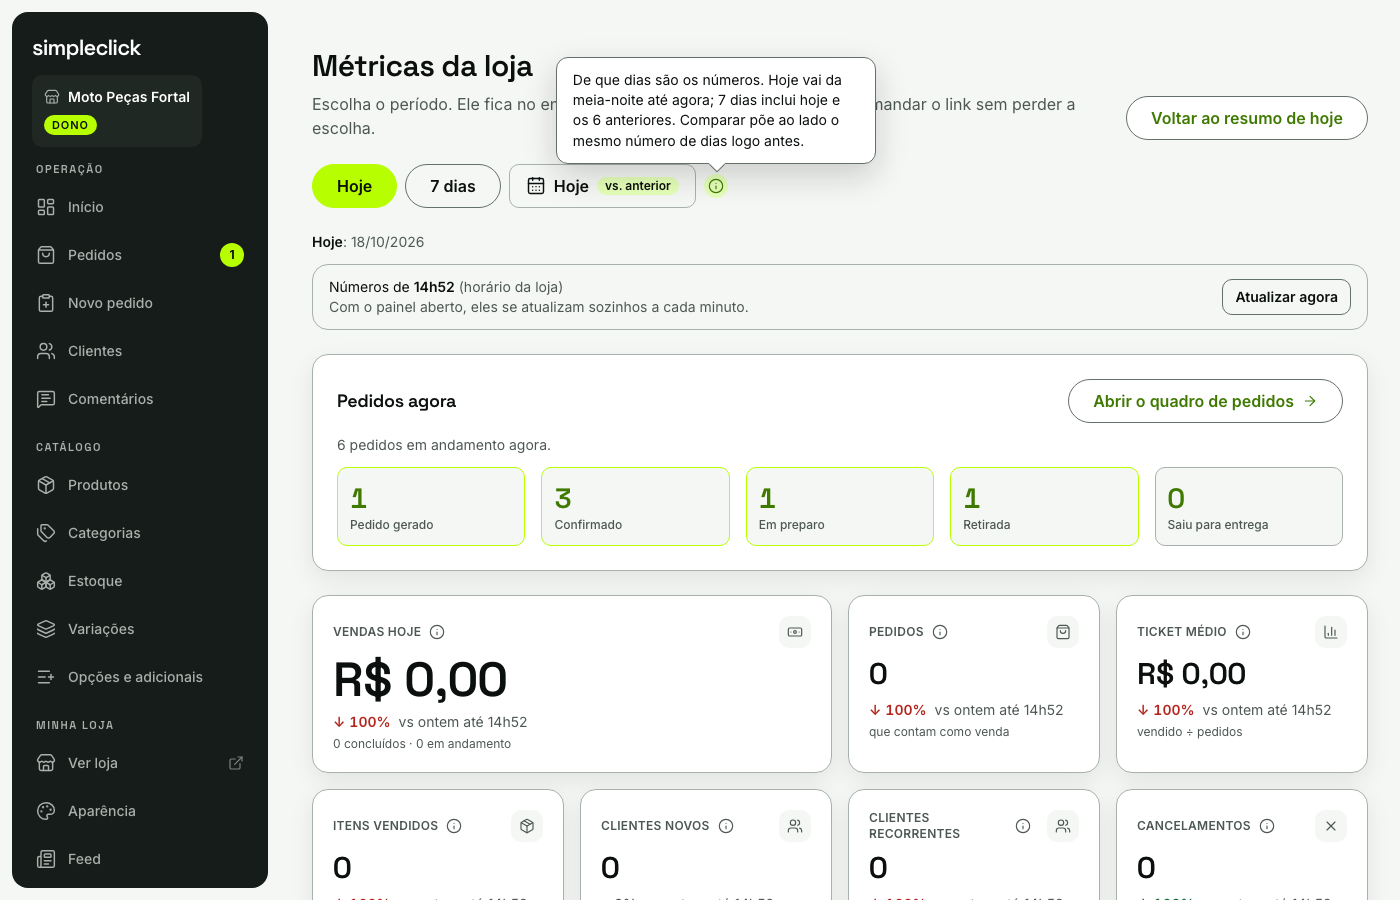 simpleclick
Moto Peças Fortal
DONO
OPERAÇÃO
Início
Pedidos
1
Novo pedido
Clientes
Comentários
CATÁLOGO
Produtos
Categorias
Estoque
Variações
Opções e adicionais
MINHA LOJA
Ver loja
Aparência
Feed
Métricas da loja
Escolha o período. Ele fica no en
mandar o link sem perder a
escolha.
De que dias são os números. Hoje vai da
meia-noite até agora; 7 dias inclui hoje e
os 6 anteriores. Comparar põe ao lado o
mesmo número de dias logo antes.
Voltar ao resumo de hoje
Hoje
7 dias
Hoje vs. anterior
Hoje: 18/10/2026
Números de 14h52 (horário da loja)
Com o painel aberto, eles se atualizam sozinhos a cada minuto.
Atualizar agora
Pedidos agora
Abrir o quadro de pedidos
6 pedidos em andamento agora.
1
Pedido gerado
3
Confirmado
1
Em preparo
1
Retirada
0
Saiu para entrega
VENDAS HOJE
R$ 0,00
↓ 100% vs ontem até 14h52
0 concluídos · 0 em andamento
PEDIDOS
0
↓ 100% vs ontem até 14h52
que contam como venda
TICKET MÉDIO
R$ 0,00
↓ 100% vs ontem até 14h52
vendido ÷ pedidos
ITENS VENDIDOS
0
CLIENTES NOVOS
0
CLIENTES
RECORRENTES
0
CANCELAMENTOS
0